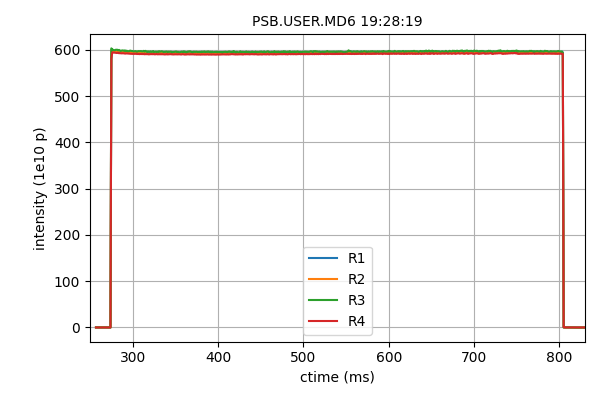 PSB.USER.MD6 19:28:19
intensity (1e10 p)
600
500
400
300
200
100
0
R1
R2
R3
R4
300 400 500 600 700 800
ctime (ms)